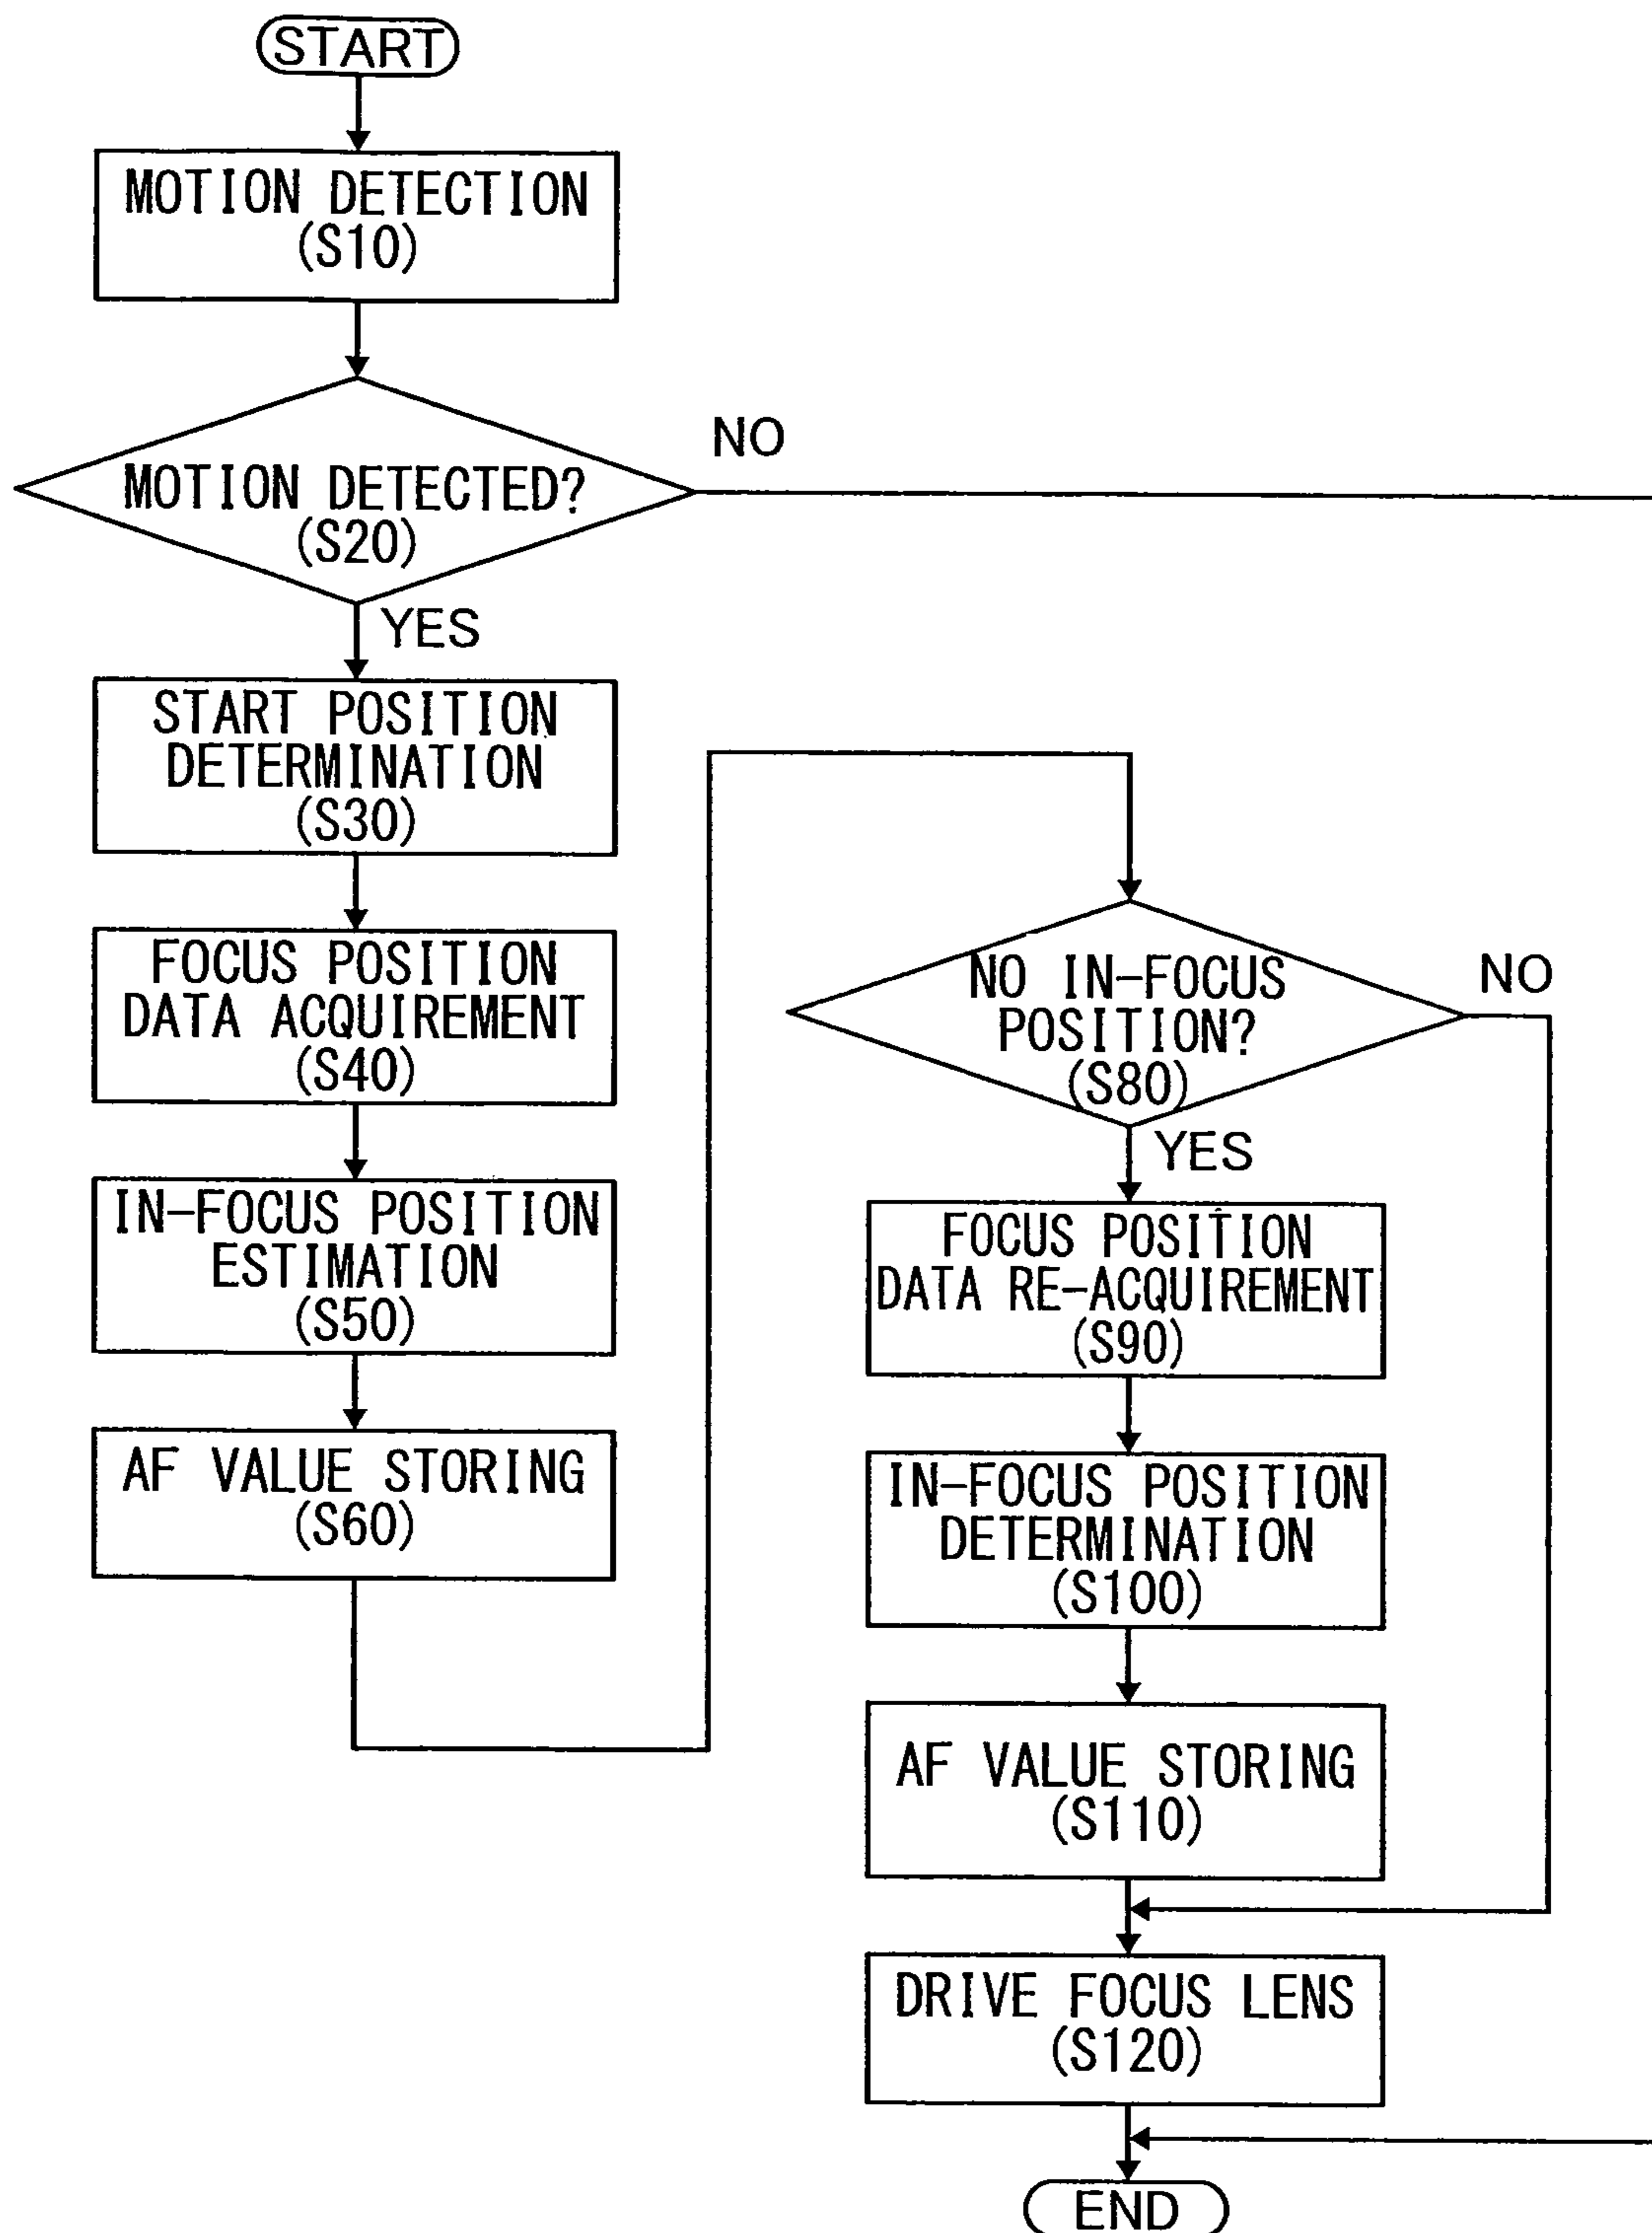 START
MOTION DETECTION
(S10)
MOTION DETECTED?
(S20)
NO
YES
START POSITION
DETERMINATION
(S30)
FOCUS POSITION
DATA ACQUIREMENT
(S40)
IN-FOCUS POSITION
ESTIMATION
(S50)
AF VALUE STORING
(S60)
NO IN-FOCUS
POSITION?
(S80)
NO
YES
FOCUS POSITION
DATA RE-ACQUIREMENT
(S90)
IN-FOCUS POSITION
DETERMINATION
(S100)
AF VALUE STORING
(S110)
DRIVE FOCUS LENS
(S120)
END